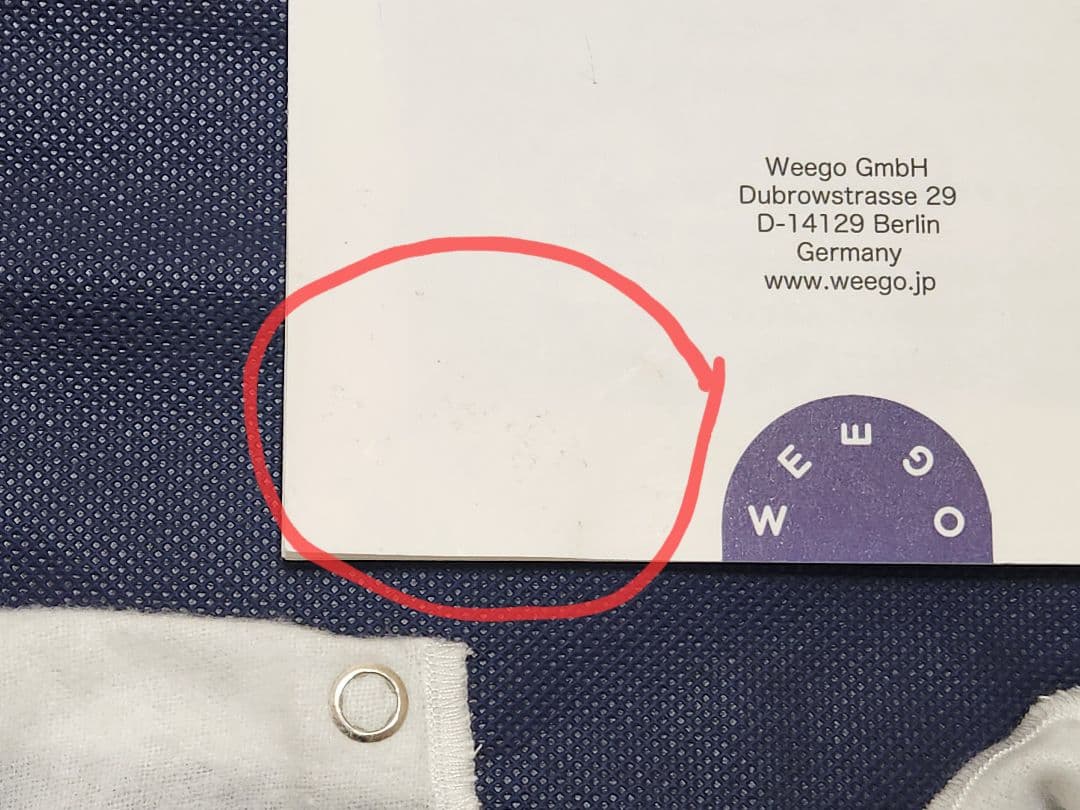 Weego GmbH
Dubrowstrasse 29
D-14129 Berlin
Germany
www.weego.jp
WEEGO